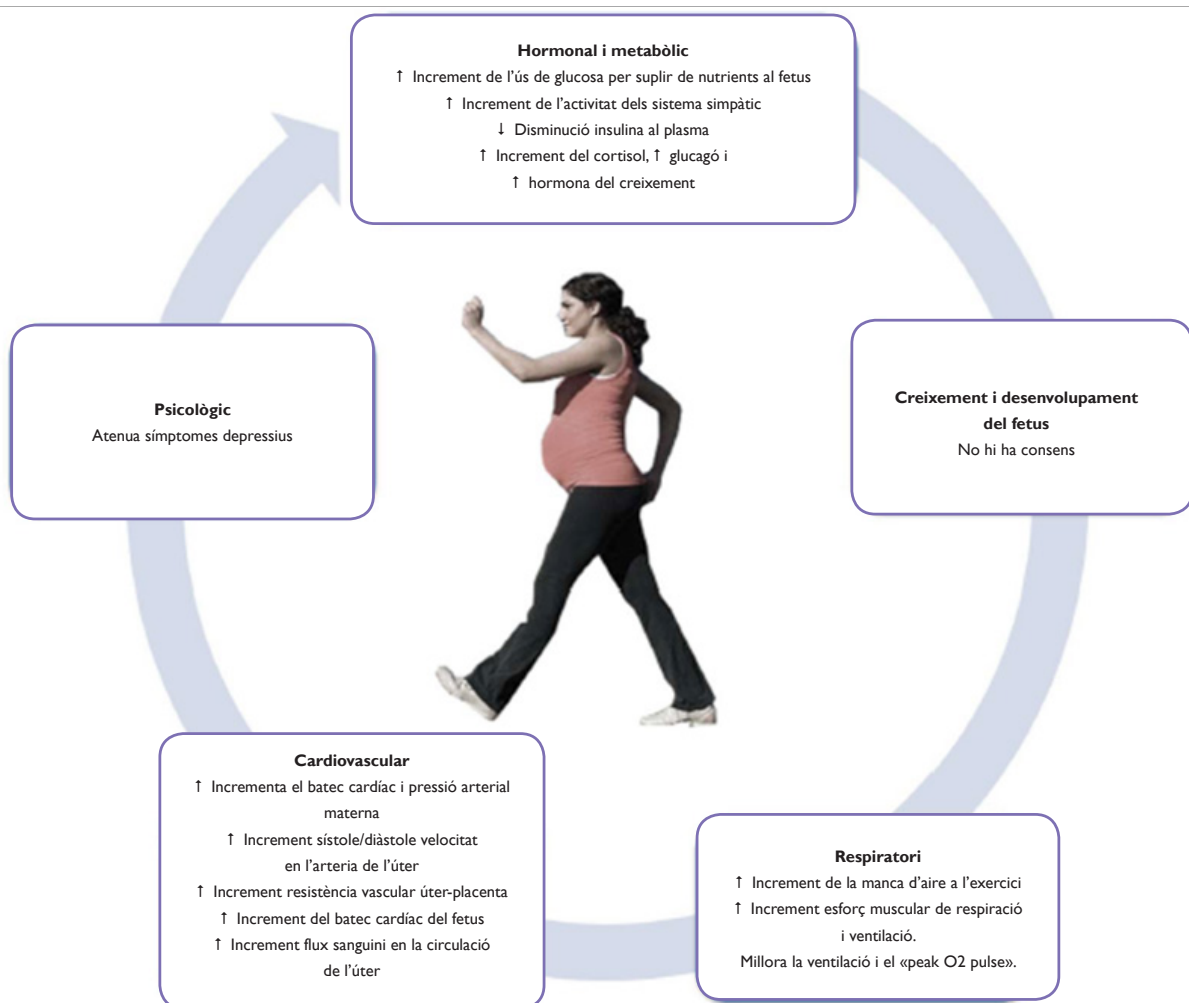 Hormonal i metabòlic
↑ Increment de l'ús de glucosa per suplir de nutrients al fetus
↑ Increment de l'activitat dels sistema simpàtic
↓ Disminució insulina al plasma
↑ Increment del cortisol, ↑ glucagó i
↑ hormona del creixement
Creixement i desenvolupament
del fetus
No hi ha consens
Respiratori
↑ Increment de la manca d'aire a l'exercici
↑ Increment esforç muscular de respiració
i ventilació.
Millora la ventilació i el «peak O2 pulse».
Cardiovascular
↑ Incrementa el batec cardíac i pressió arterial
materna
↑ Increment sístole/diàstole velocitat
en l'arteria de l'úter
↑ Increment resistència vascular úter-placenta
↑ Increment del batec cardíac del fetus
↑ Increment flux sanguini en la circulació
de l'úter
Psicològic
Atenua símptomes depressius